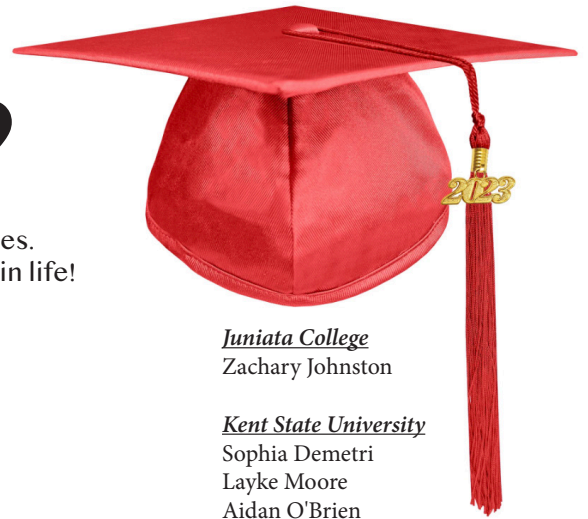 2023
es.
in life!
Juniata College
Zachary Johnston
Kent State University
Sophia Demetri
Layke Moore
Aidan O'Brien